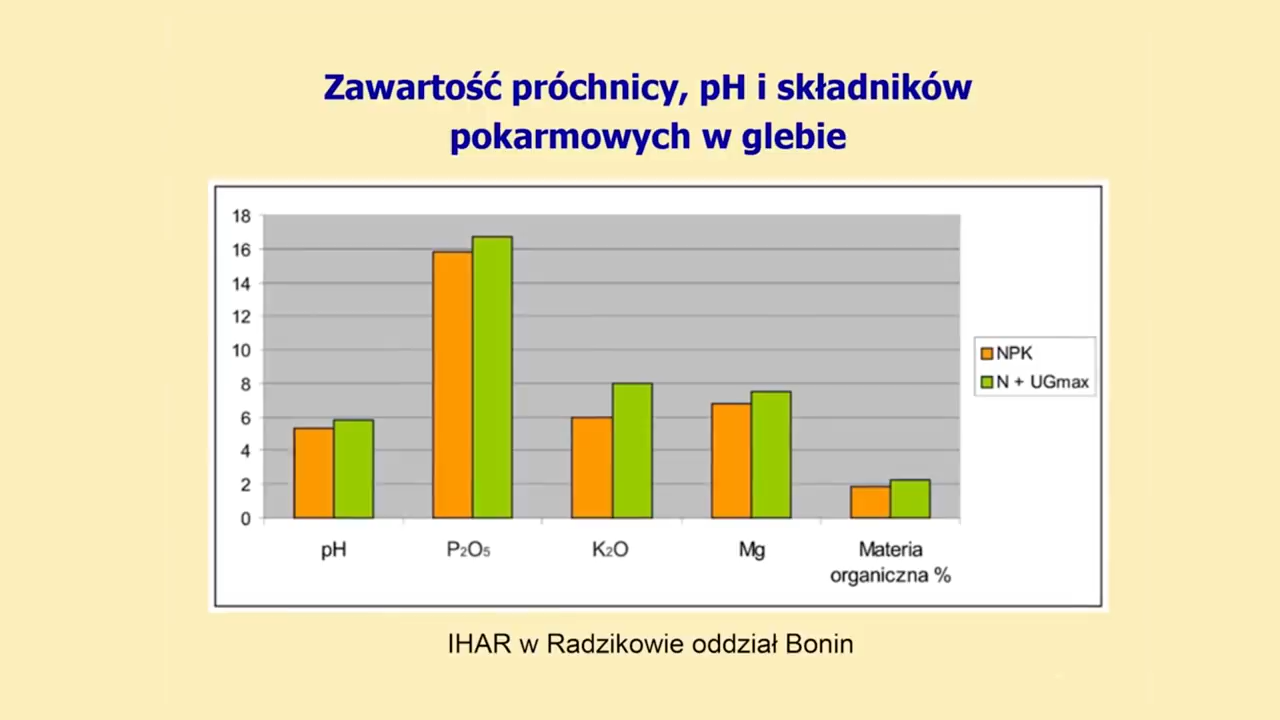 Zawartość próchnicy, pH i składników
pokarmowych w glebie
18
16
14
12
10
8
6
4
2
0
pH
P₂O₅
K₂O
Mg
Materia
organiczna %
NPK
N + UGmax
IHAR w Radzikowie oddział Bonin